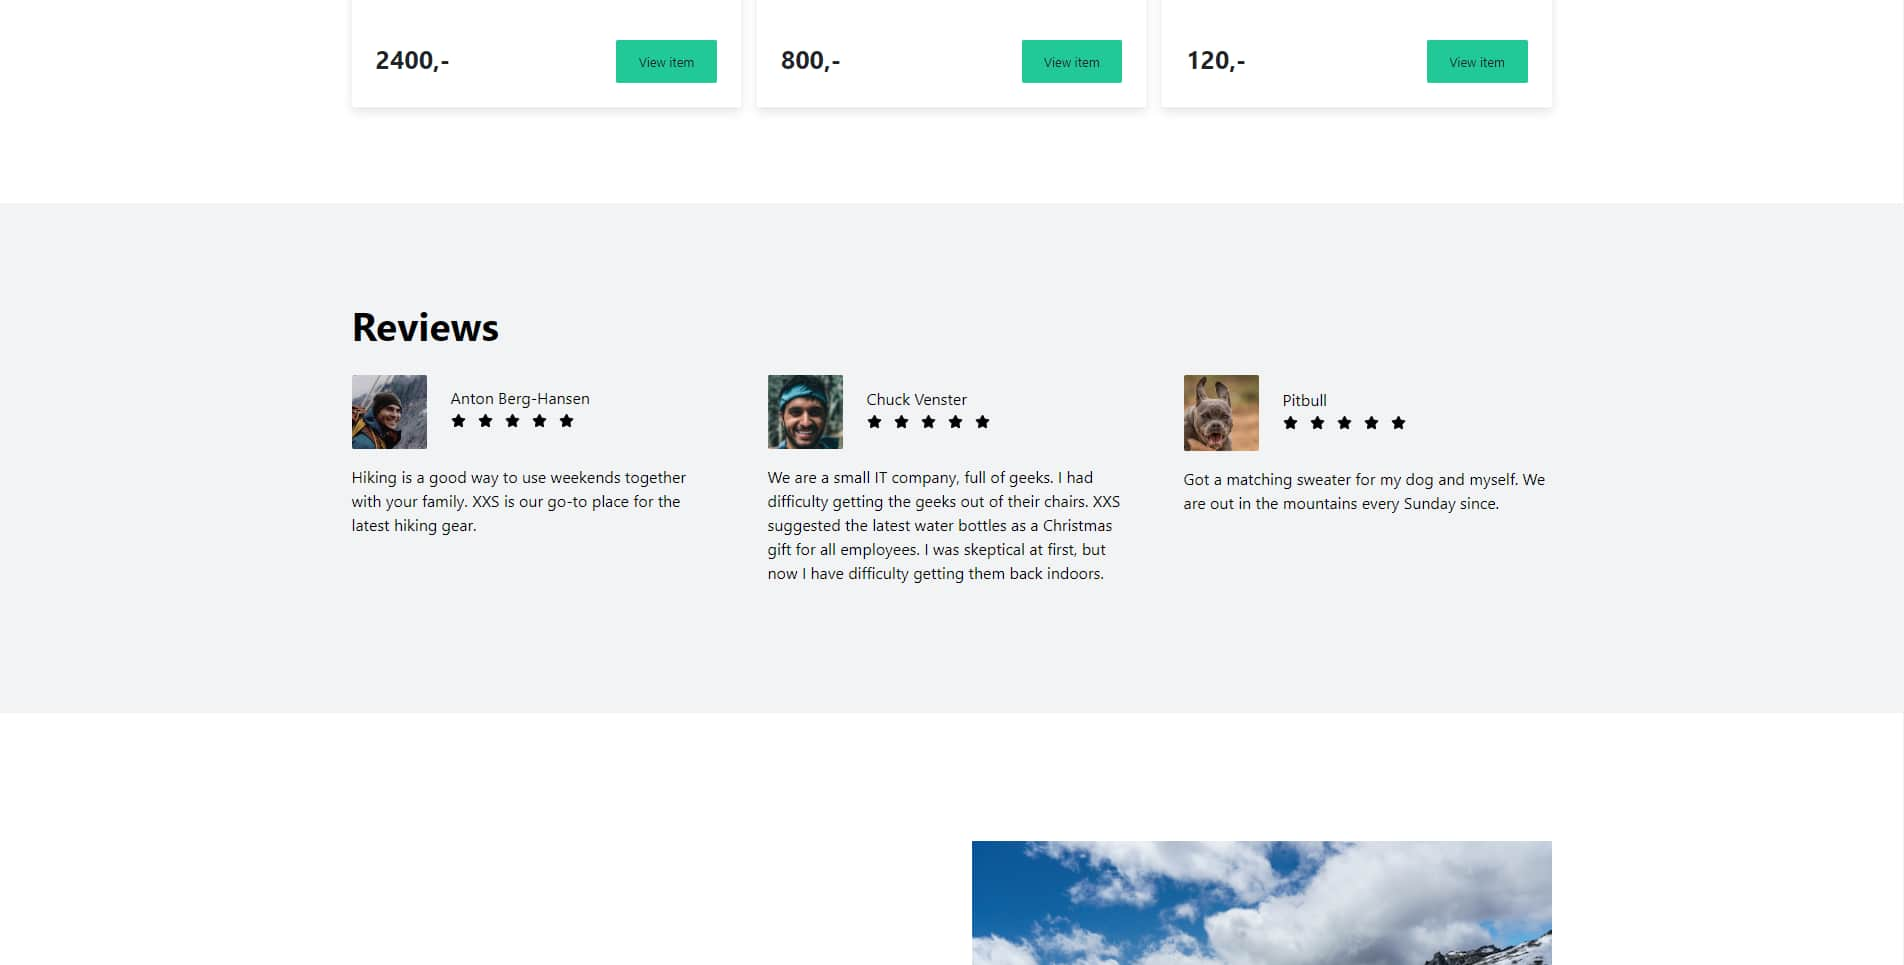 2400,-
View item
800,-
View item
120,-
View item
Reviews
Anton Berg-Hansen
Hiking is a good way to use weekends together
with your family. XXS is our go-to place for the
latest hiking gear.
Chuck Venster
We are a small IT company, full of geeks. I had
difficulty getting the geeks out of their chairs. XXS
suggested the latest water bottles as a Christmas
gift for all employees. I was skeptical at first, but
now I have difficulty getting them back indoors.
Pitbull
Got a matching sweater for my dog and myself. We
are out in the mountains every Sunday since.